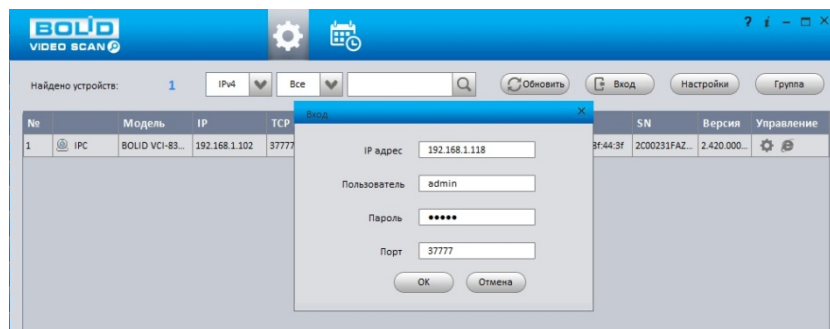 BOLID
VIDEO SCAN
? i
Найдено устройств: 1 IPv4 Все Обновить Вход Настройки Группа
№ Модель IP TCP SN Версия Управление
Вход
1 IPC BOLID VCI-83... 192.168.1.102 37777 3f:44:3f 2C00231FAZ... 2.420.000...
IP адрес 192.168.1.118
Пользователь admin
Пароль •••••
Порт 37777
OK Отмена